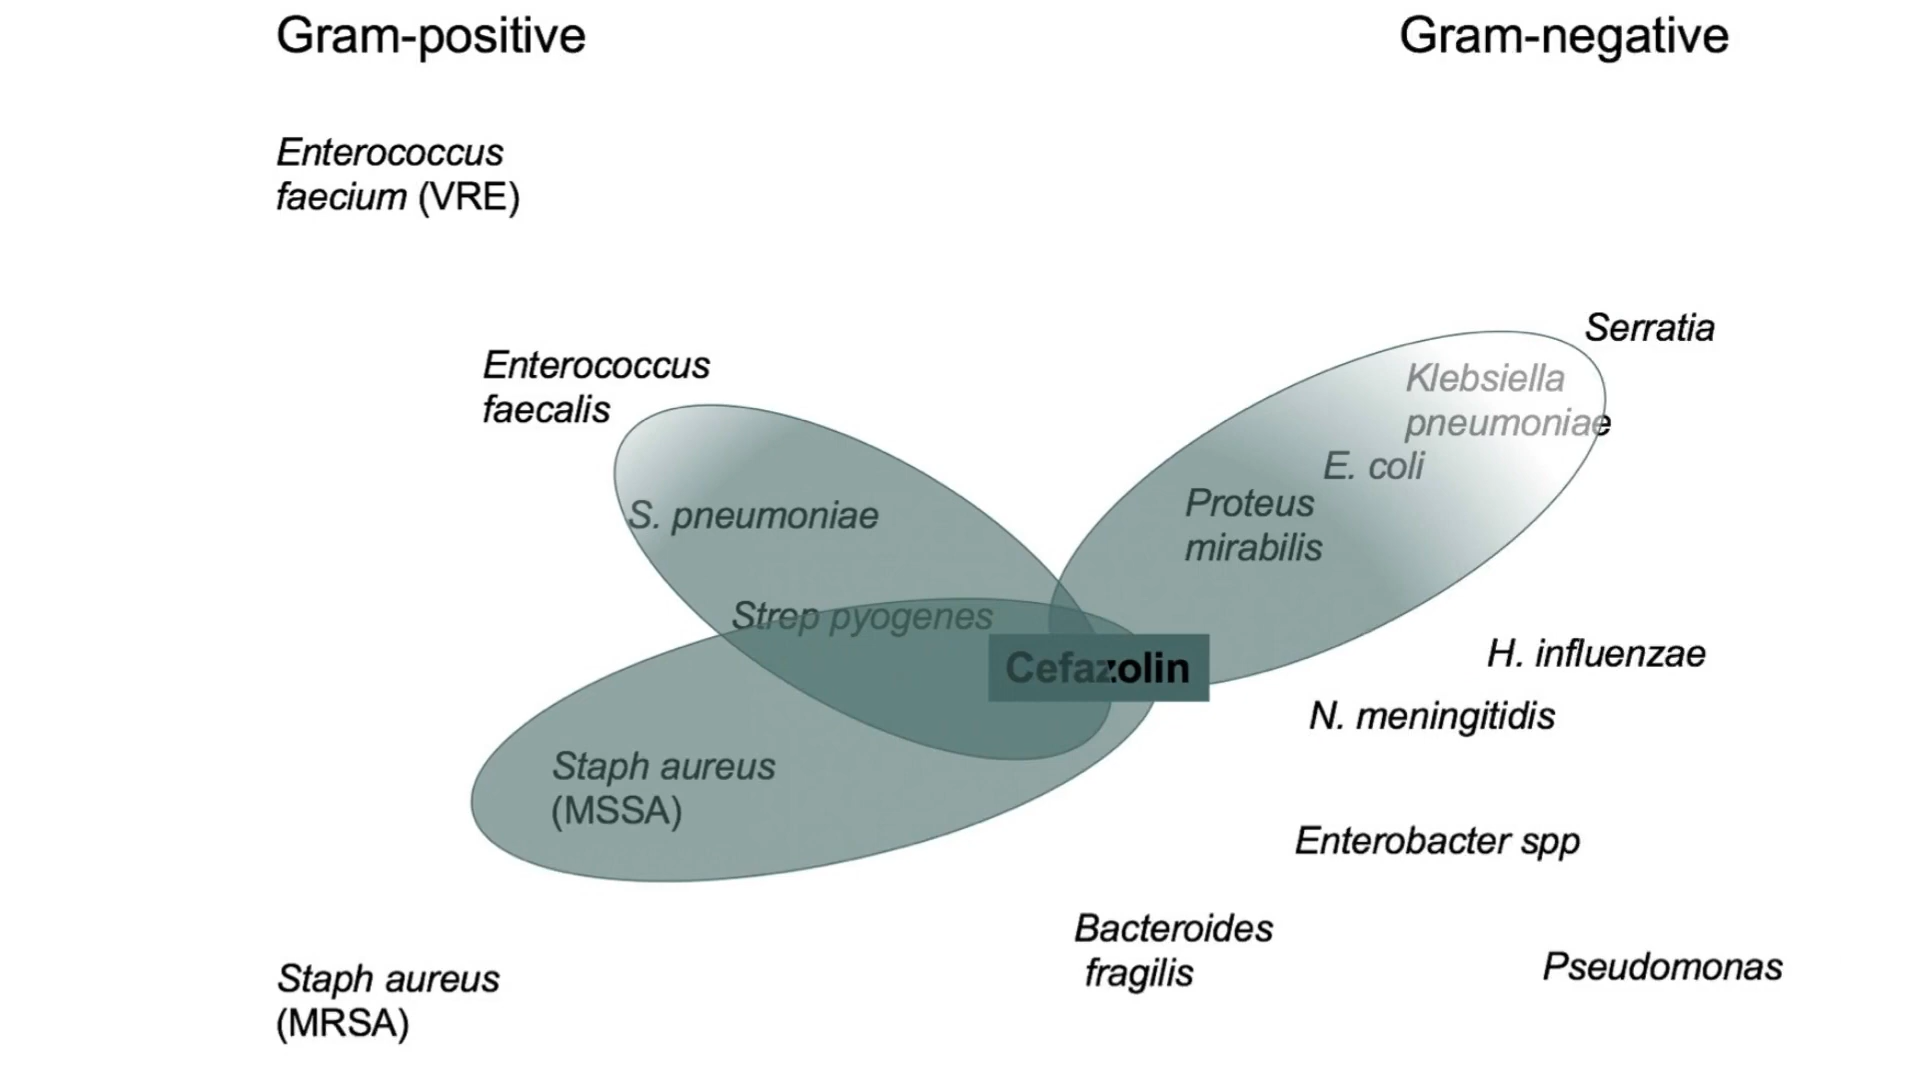 Gram-positive
Gram-negative
Enterococcus
faecium (VRE)
Serratia
Enterococcus
faecalis
Klebsiella
pneumoniae
E. coli
Proteus
mirabilis
S. pneumoniae
Strep pyogenes
Cefazolin
H. influenzae
N. meningitidis
Staph aureus
(MSSA)
Enterobacter spp
Bacteroides
fragilis
Pseudomonas
Staph aureus
(MRSA)